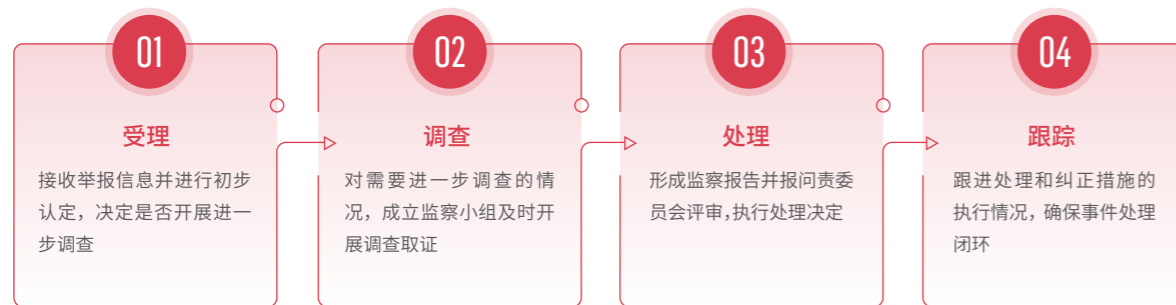 01
受理
接收举报信息并进行初步
认定，决定是否开展进一
步调查
02
调查
对需要进一步调查的情
况，成立监察小组及时开
展调查取证
03
处理
形成监察报告并报问责委
员会评审，执行处理决定
04
跟踪
跟进处理和纠正措施的
执行情况，确保事件处理
闭环